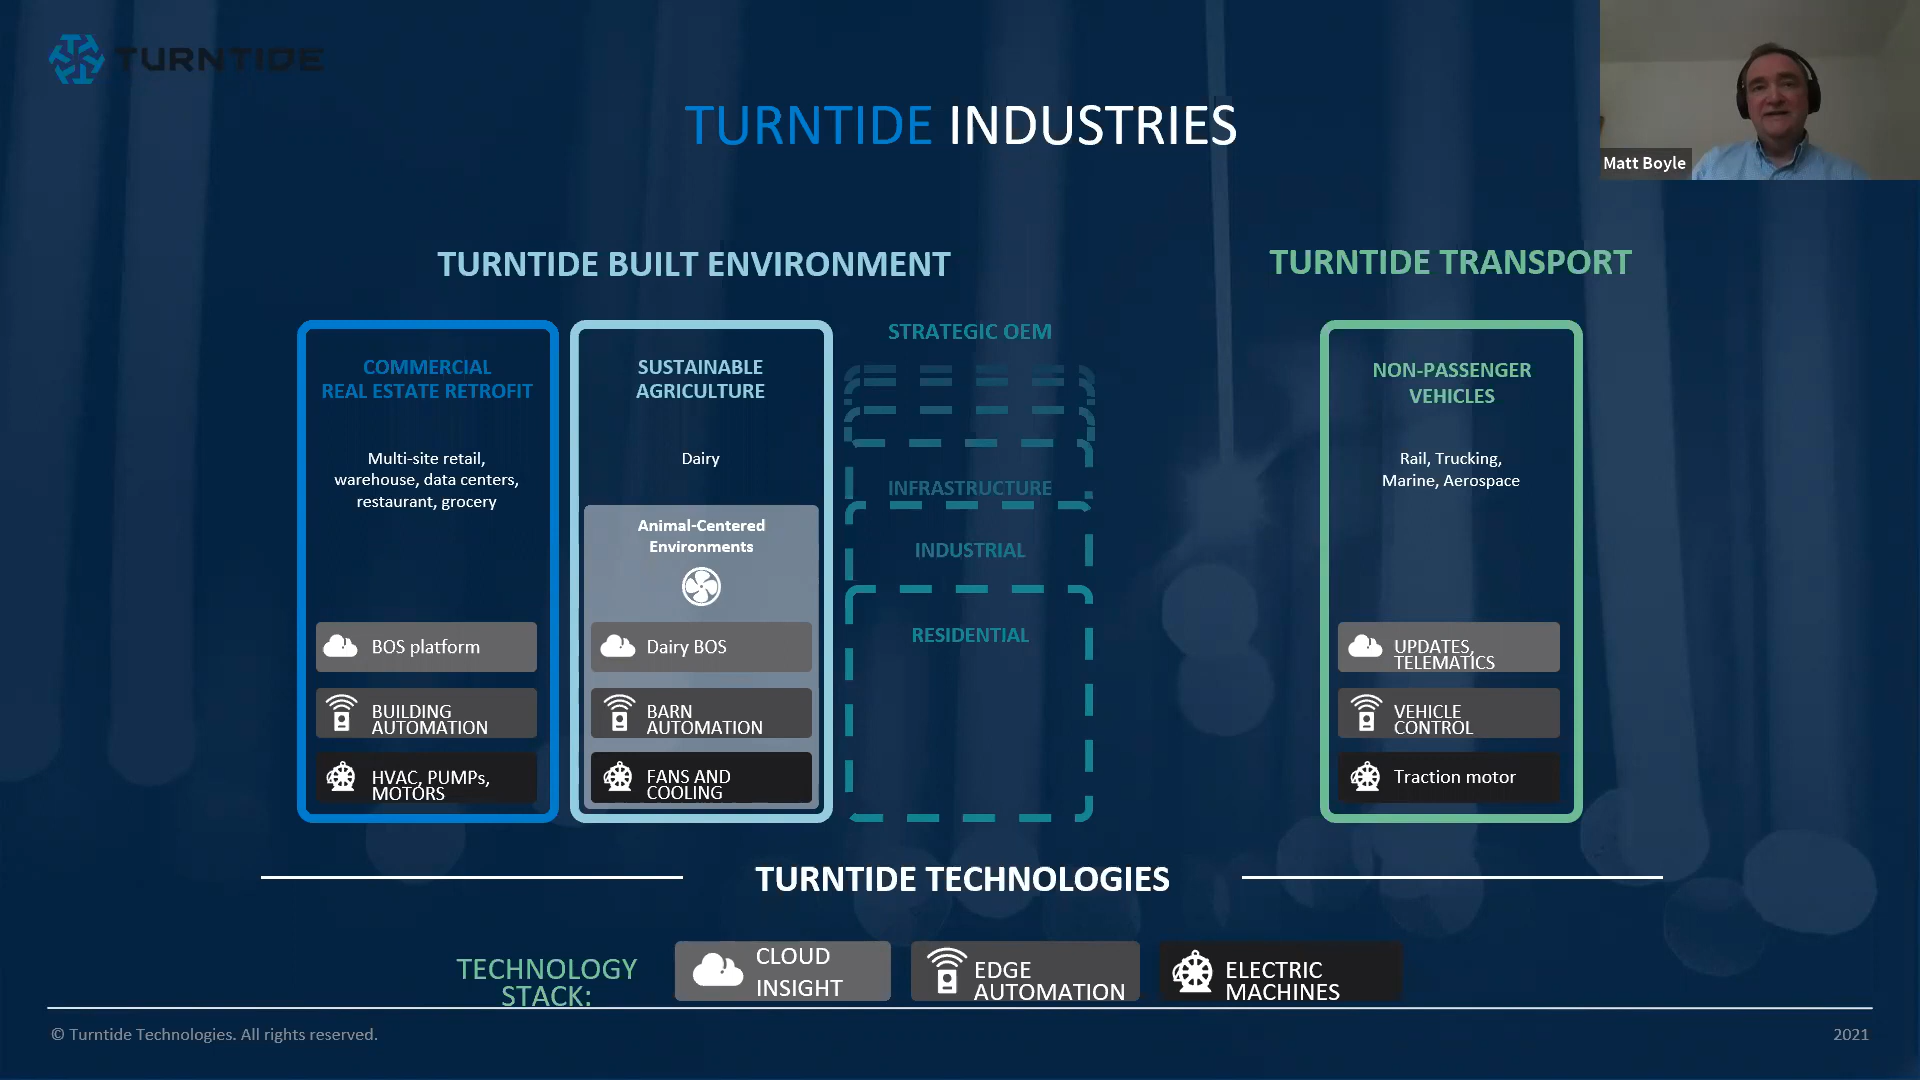 TURNTIDE
TURNTIDE INDUSTRIES
Matt Boyle
TURNTIDE BUILT ENVIRONMENT
TURNTIDE TRANSPORT
COMMERCIAL
REAL ESTATE RETROFIT
Multi-site retail,
warehouse, data centers,
restaurant, grocery
BOS platform
BUILDING
AUTOMATION
HVAC, PUMPs,
MOTORS
SUSTAINABLE
AGRICULTURE
Dairy
Animal-Centered
Environments
Dairy BOS
BARN
AUTOMATION
FANS AND
COOLING
STRATEGIC OEM
INFRASTRUCTURE
INDUSTRIAL
RESIDENTIAL
NON-PASSENGER
VEHICLES
Rail, Trucking,
Marine, Aerospace
UPDATES,
TELEMATICS
VEHICLE
CONTROL
Traction motor
TURNTIDE TECHNOLOGIES
TECHNOLOGY
STACK:
CLOUD
INSIGHT
EDGE
AUTOMATION
ELECTRIC
MACHINES
© Turntide Technologies. All rights reserved.
2021